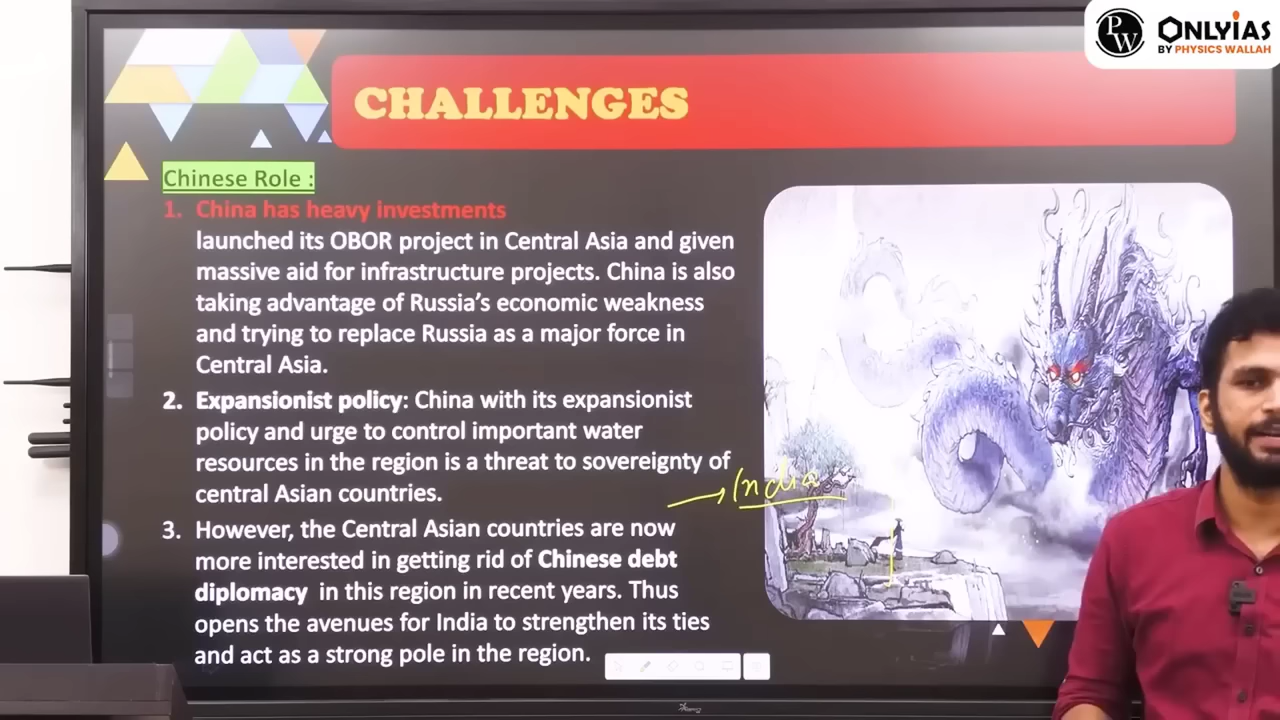 PW
ONLYIAS
BY PHYSICS WALLAH
CHALLENGES
Chinese Role :
1. China has heavy investments
launched its OBOR project in Central Asia and given
massive aid for infrastructure projects. China is also
taking advantage of Russia's economic weakness
and trying to replace Russia as a major force in
Central Asia.
2. Expansionist policy: China with its expansionist
policy and urge to control important water
resources in the region is a threat to sovereignty of
central Asian countries.
→ India
3. However, the Central Asian countries are now
more interested in getting rid of Chinese debt
diplomacy in this region in recent years. Thus
opens the avenues for India to strengthen its ties
and act as a strong pole in the region.